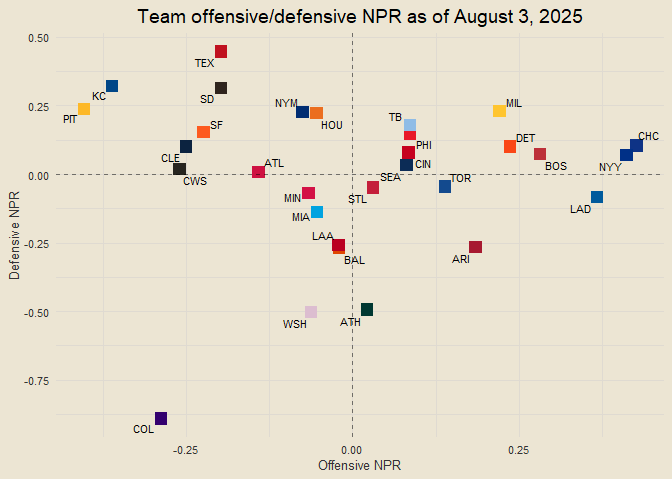 Team offensive/defensive NPR as of August 3, 2025
0.50
TEX
KC
SD
0.25
PIT
NYM
HOU
MIL
SF
TB
CHC
DET
PHI
CLE
ATL
CIN
BOS
NYY
0.00
CWS
SEA
TOR
MIN
STL
MIA
LAD
LAA
-0.25
BAL
ARI
Defensive NPR
-0.50
WSH
ATH
-0.75
COL
-0.25
0.00
0.25
Offensive NPR